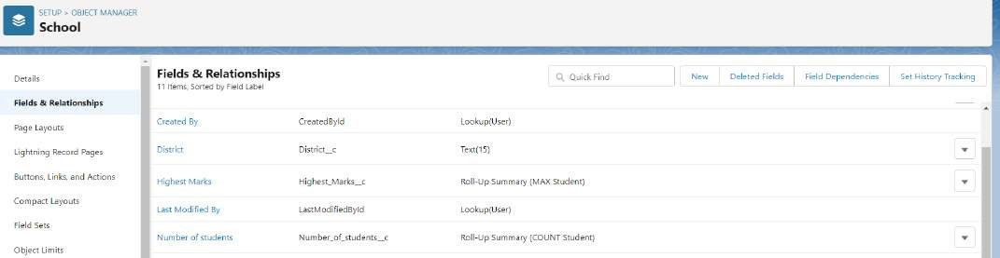 SETUP > OBJECT MANAGER
School
Details
Fields & Relationships
Page Layouts
Lightning Record Pages
Buttons, Links, and Actions
Compact Layouts
Field Sets
Object Limits
Fields & Relationships
11 Items, Sorted by Field Label
Quick Find
New
Deleted Fields
Field Dependencies
Set History Tracking
Created By CreatedById Lookup(User)
District District__c Text(15)
Highest Marks Highest_Marks__c Roll-Up Summary (MAX Student)
Last Modified By LastModifiedById Lookup(User)
Number of students Number_of_students__c Roll-Up Summary (COUNT Student)